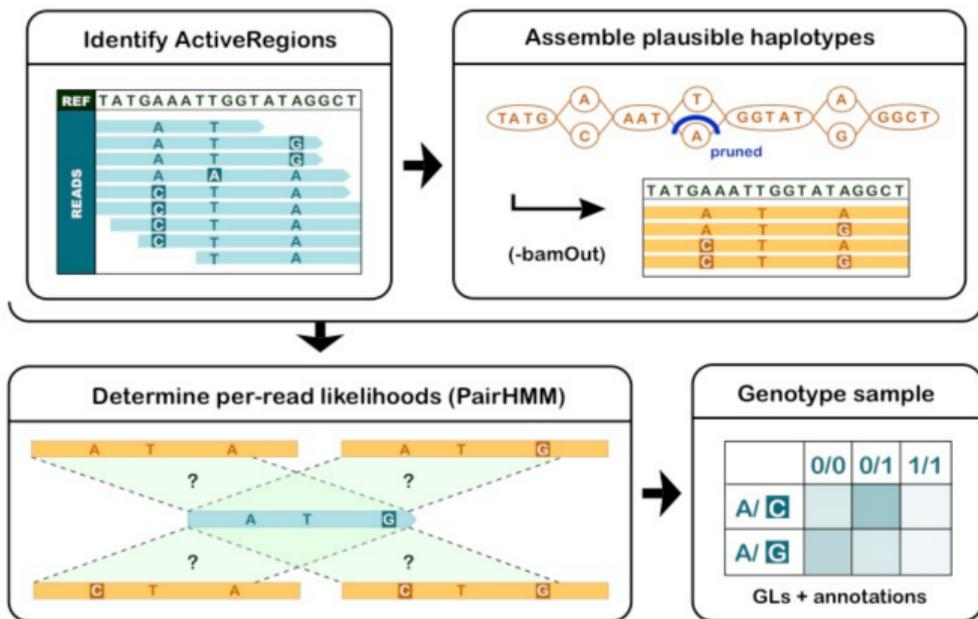 Identify ActiveRegions
REF TATGAAATTGGTATAGGCT
READS
A T
A T G
A T G
A A A
C T A
C T A
C T A
C T A
T A
Assemble plausible haplotypes
A T A
TATG AAT GGTAT GGCT
C A G
pruned
TATGAAATTGGTATAGGCT
A T A
A T G
C T A
C T G
(-bamOut)
Determine per-read likelihoods (PairHMM)
A T A A T G
? ?
A T G
? ?
C T A C T G
Genotype sample
0/0 0/1 1/1
A/ C
A/ G
GLs + annotations